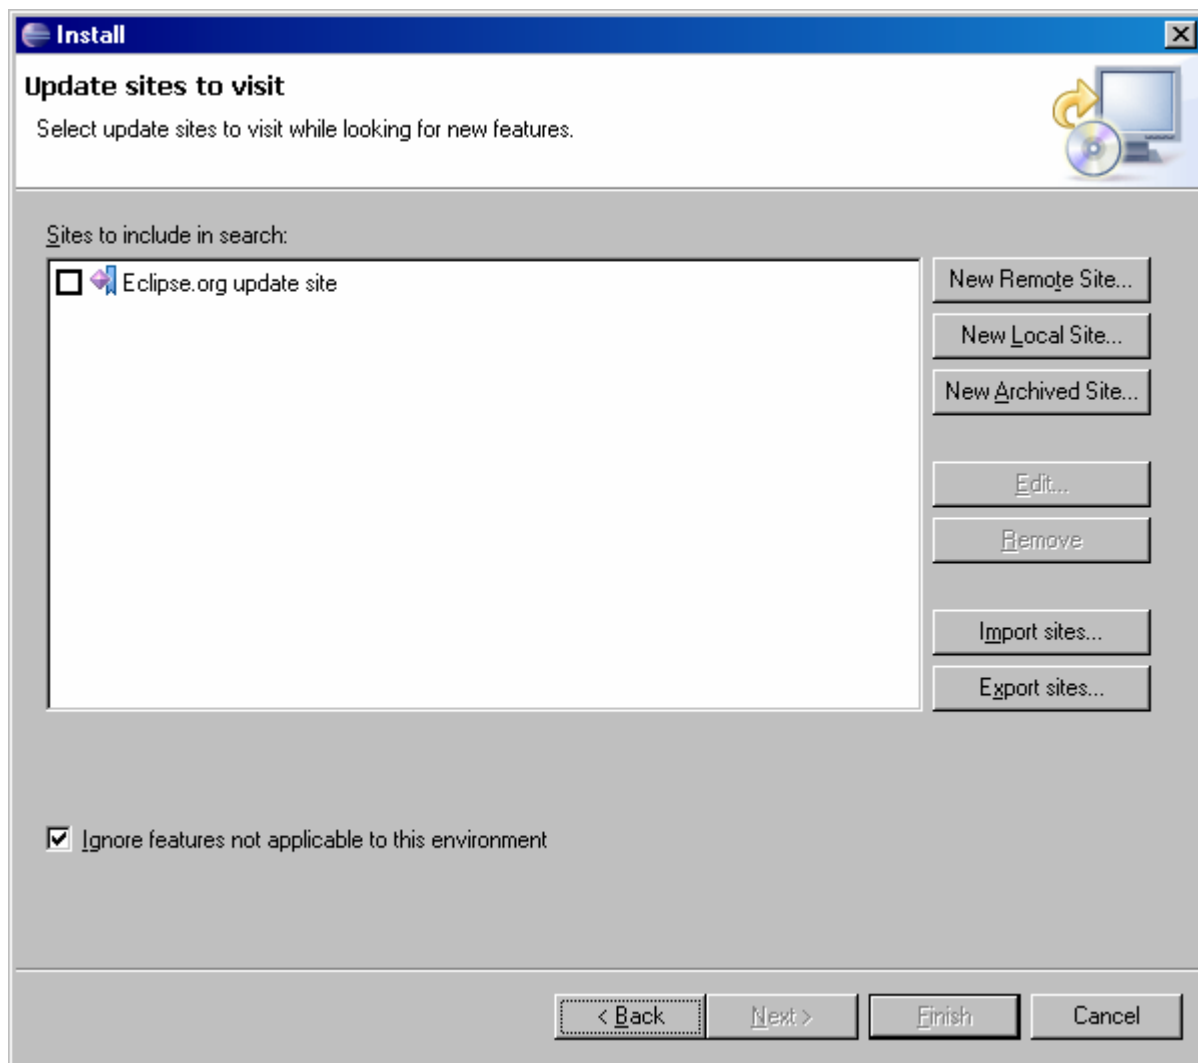 Install
Update sites to visit
Select update sites to visit while looking for new features.
Sites to include in search:
Eclipse.org update site
New Remote Site...
New Local Site...
New Archived Site...
Edit...
Remove
Import sites...
Export sites...
Ignore features not applicable to this environment
< Back
Next >
Finish
Cancel